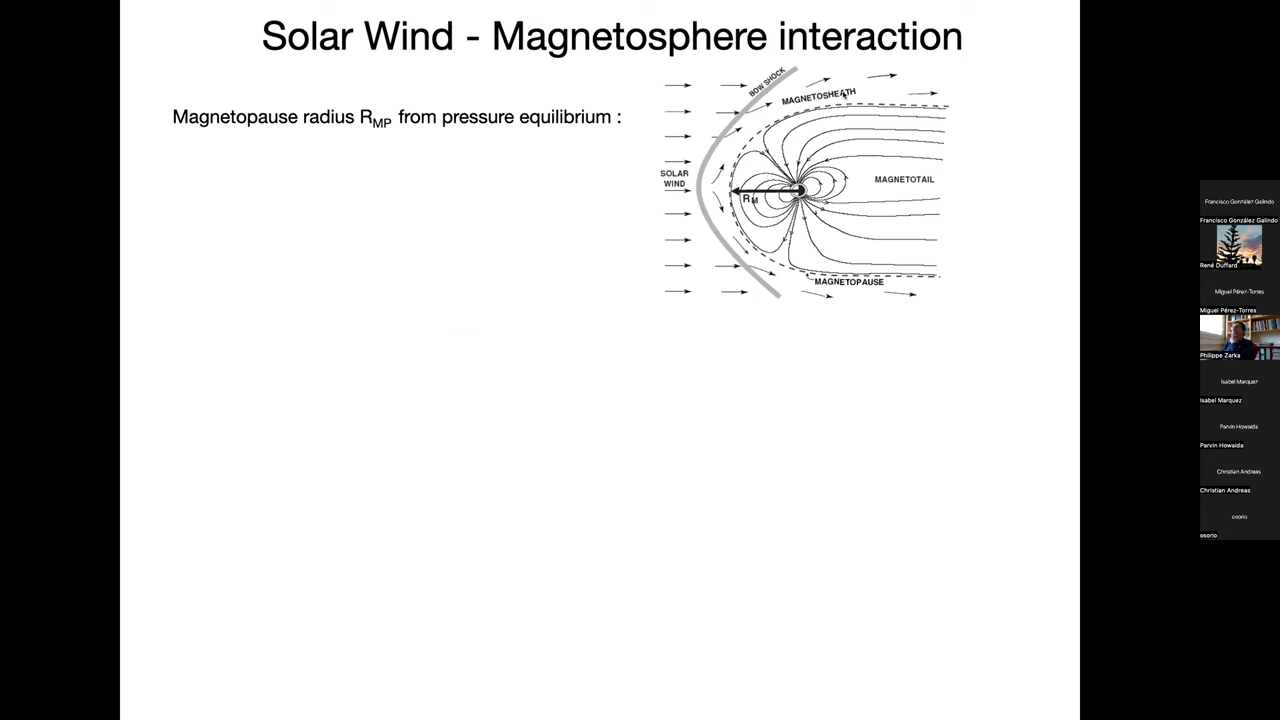 Solar Wind - Magnetosphere interaction
Magnetopause radius RMP from pressure equilibrium :
BOW SHOCK
MAGNETOSHEATH
SOLAR
WIND
RM
MAGNETOTAIL
MAGNETOPAUSE
Francisco González Galindo
Francisco González Galindo
René Duffard
Miguel Pérez-Torres
Miguel Pérez-Torres
Philippe Zarka
Isabel Marquez
Isabel Marquez
Parvin Howaida
Parvin Howaida
Christian Andreas
Christian Andreas
osorio
osorio